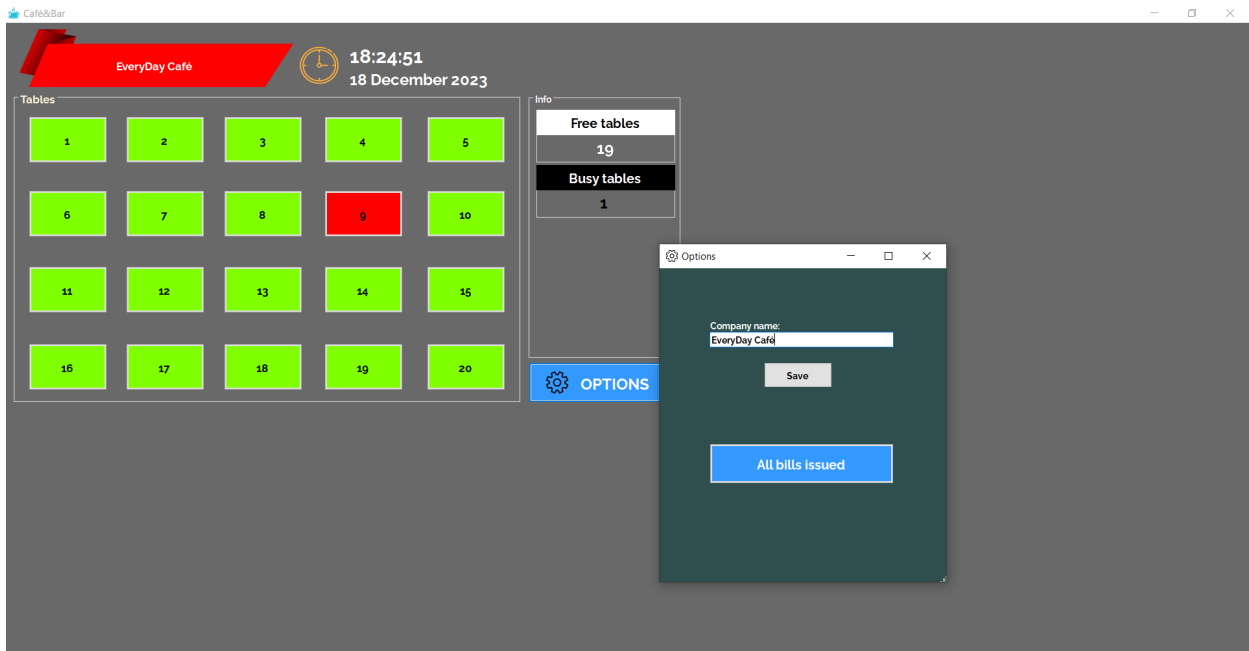 Café&Bar
EveryDay Café
18:24:51
18 December 2023
Tables
1 2 3 4 5
6 7 8 9 10
11 12 13 14 15
16 17 18 19 20
Info
Free tables
19
Busy tables
1
OPTIONS
Options
Company name:
EveryDay Café
Save
All bills issued